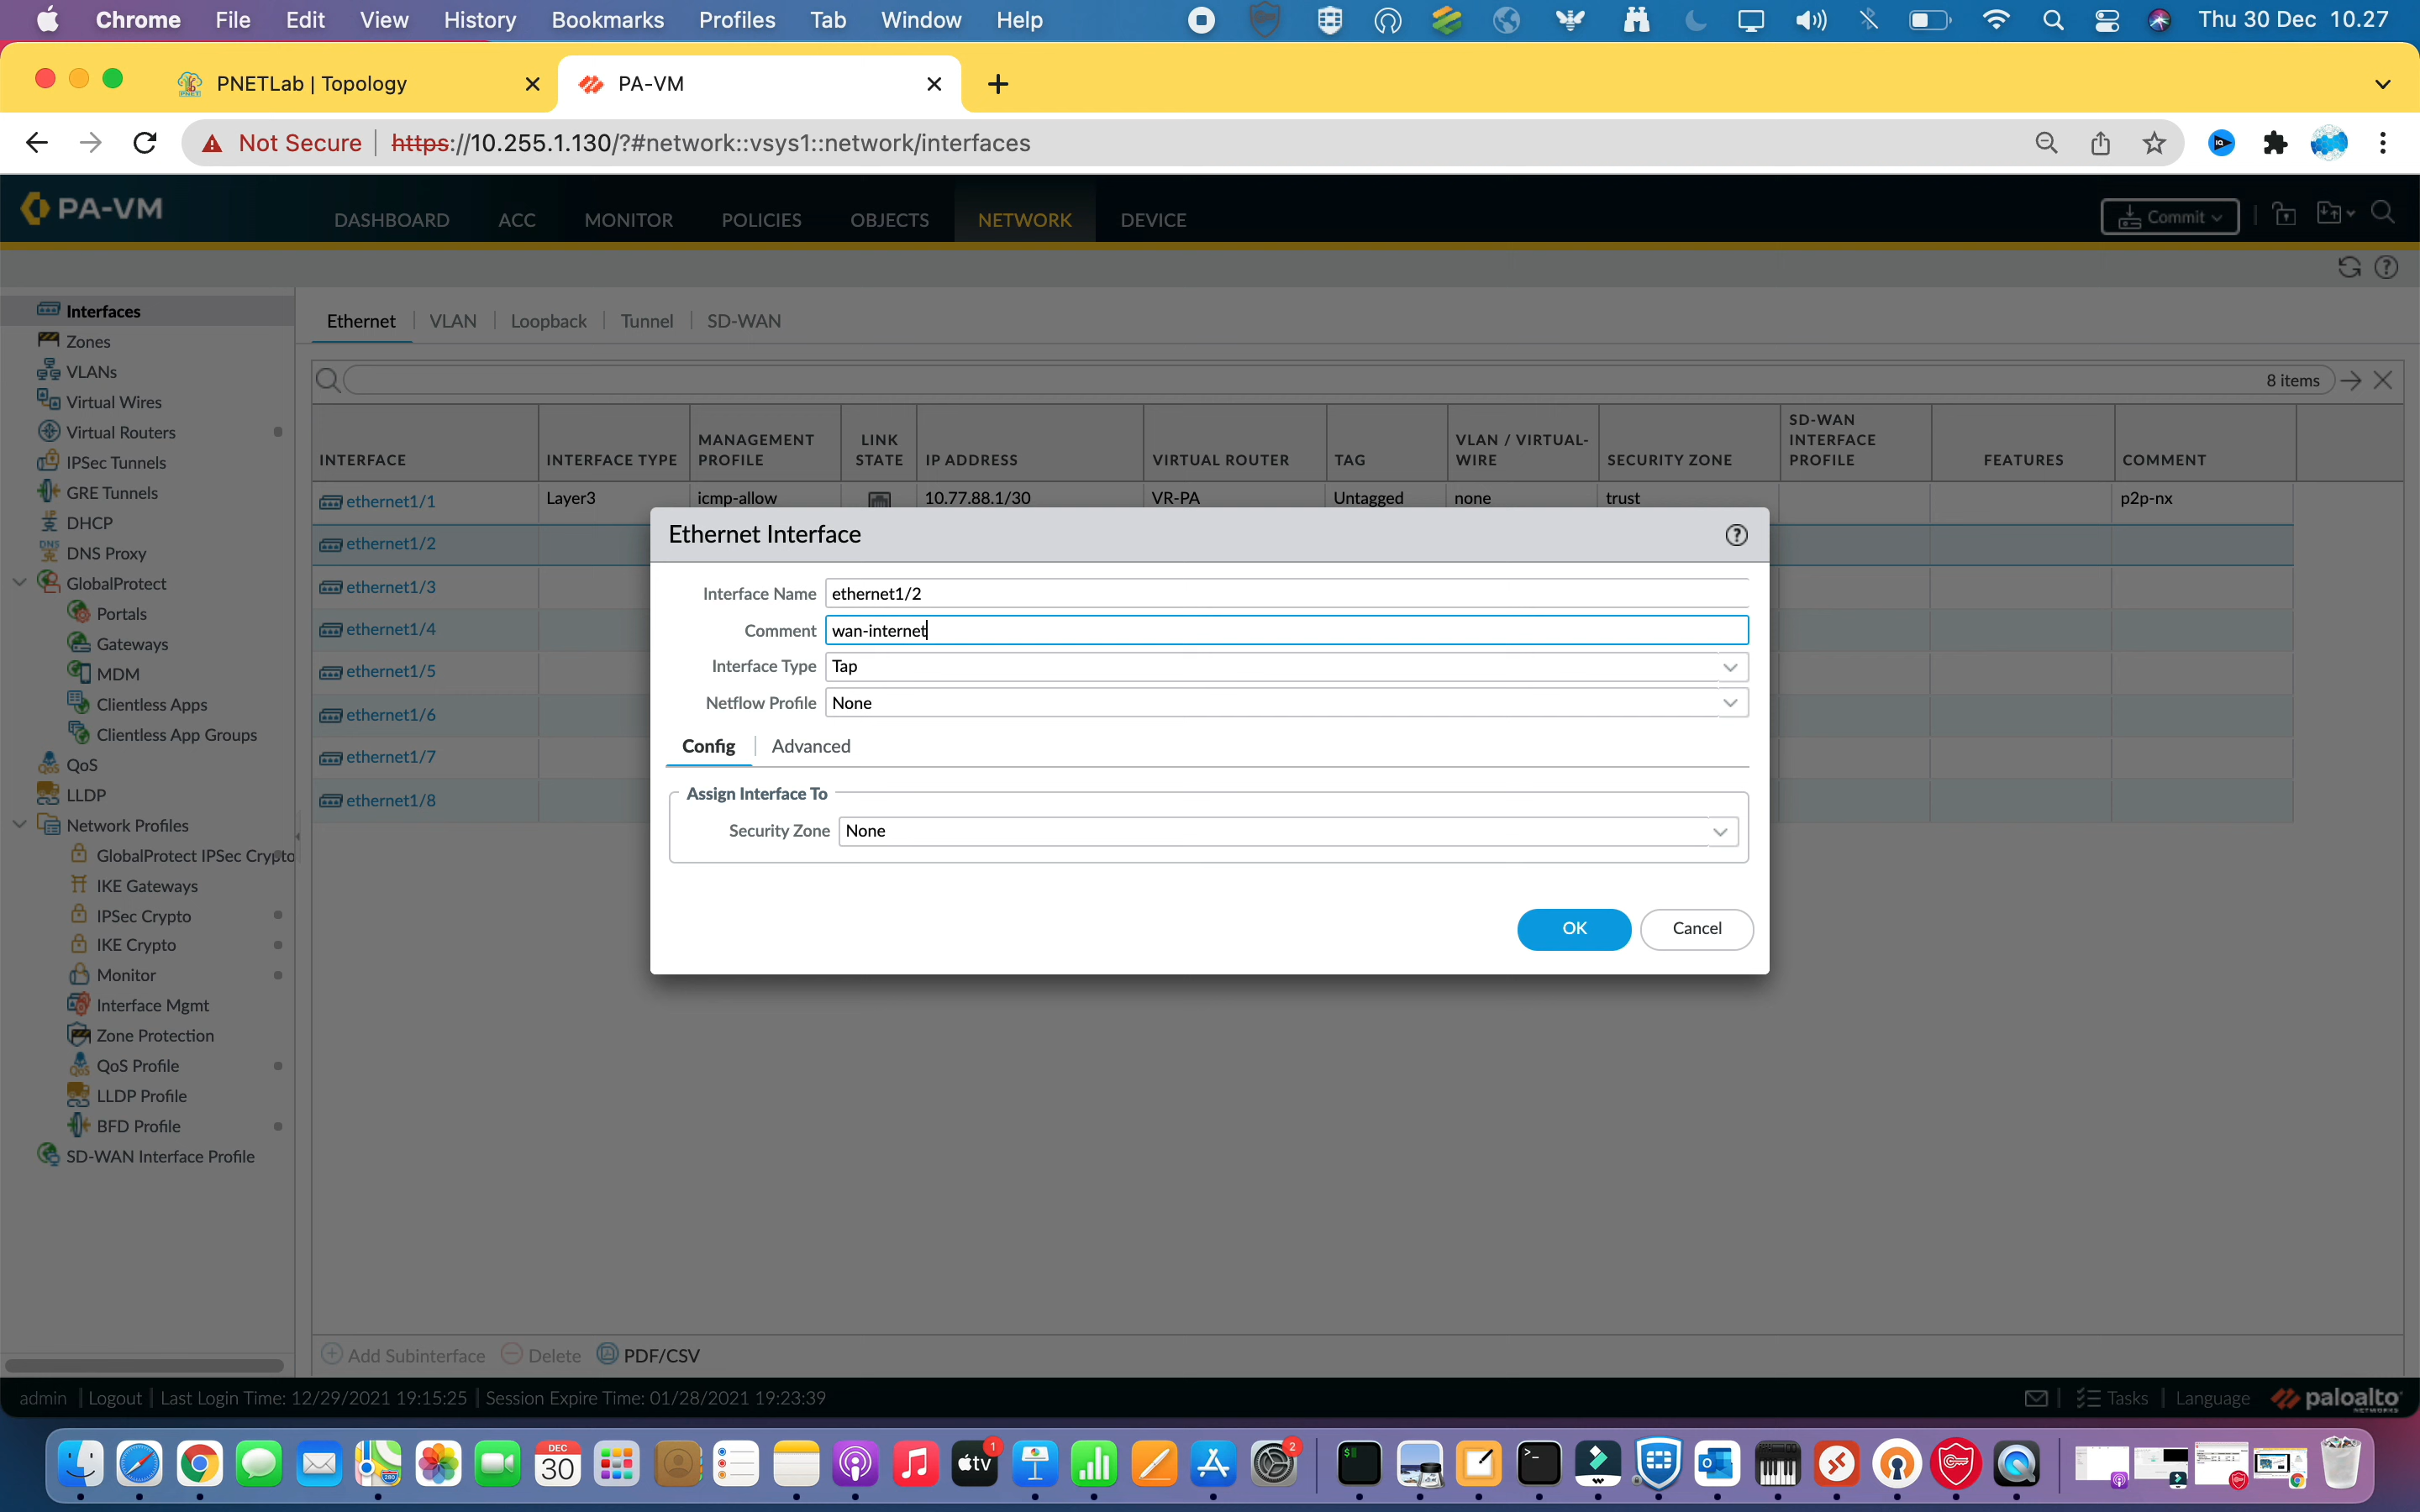 Chrome File Edit View History Bookmarks Profiles Tab Window Help Thu 30 Dec 10.27
PNETLab | Topology PA-VM
Not Secure https://10.255.1.130/?#network::vsys1::network/interfaces
PA-VM DASHBOARD ACC MONITOR POLICIES OBJECTS NETWORK DEVICE Commit
Interfaces
Zones
VLANs
Virtual Wires
Virtual Routers
IPSec Tunnels
GRE Tunnels
DHCP
DNS Proxy
GlobalProtect
Portals
Gateways
MDM
Clientless Apps
Clientless App Groups
QoS
LLDP
Network Profiles
GlobalProtect IPSec Crypto
IKE Gateways
IPSec Crypto
IKE Crypto
Monitor
Interface Mgmt
Zone Protection
QoS Profile
LLDP Profile
BFD Profile
SD-WAN Interface Profile
Ethernet VLAN Loopback Tunnel SD-WAN
8 items
INTERFACE INTERFACE TYPE MANAGEMENT PROFILE LINK STATE IP ADDRESS VIRTUAL ROUTER TAG VLAN / VIRTUAL-WIRE SECURITY ZONE SD-WAN INTERFACE PROFILE FEATURES COMMENT
ethernet1/1 Layer3 icmp-allow 10.77.88.1/30 VR-PA Untagged none trust p2p-nx
ethernet1/2
ethernet1/3
ethernet1/4
ethernet1/5
ethernet1/6
ethernet1/7
ethernet1/8
Ethernet Interface
Interface Name ethernet1/2
Comment wan-internet
Interface Type Tap
Netflow Profile None
Config Advanced
Assign Interface To
Security Zone None
OK Cancel
Add Subinterface Delete PDF/CSV
admin Logout Last Login Time: 12/29/2021 19:15:25 Session Expire Time: 01/28/2021 19:23:39 Tasks Language paloalto NETWORKS
DEC
30
280
tv
1
2